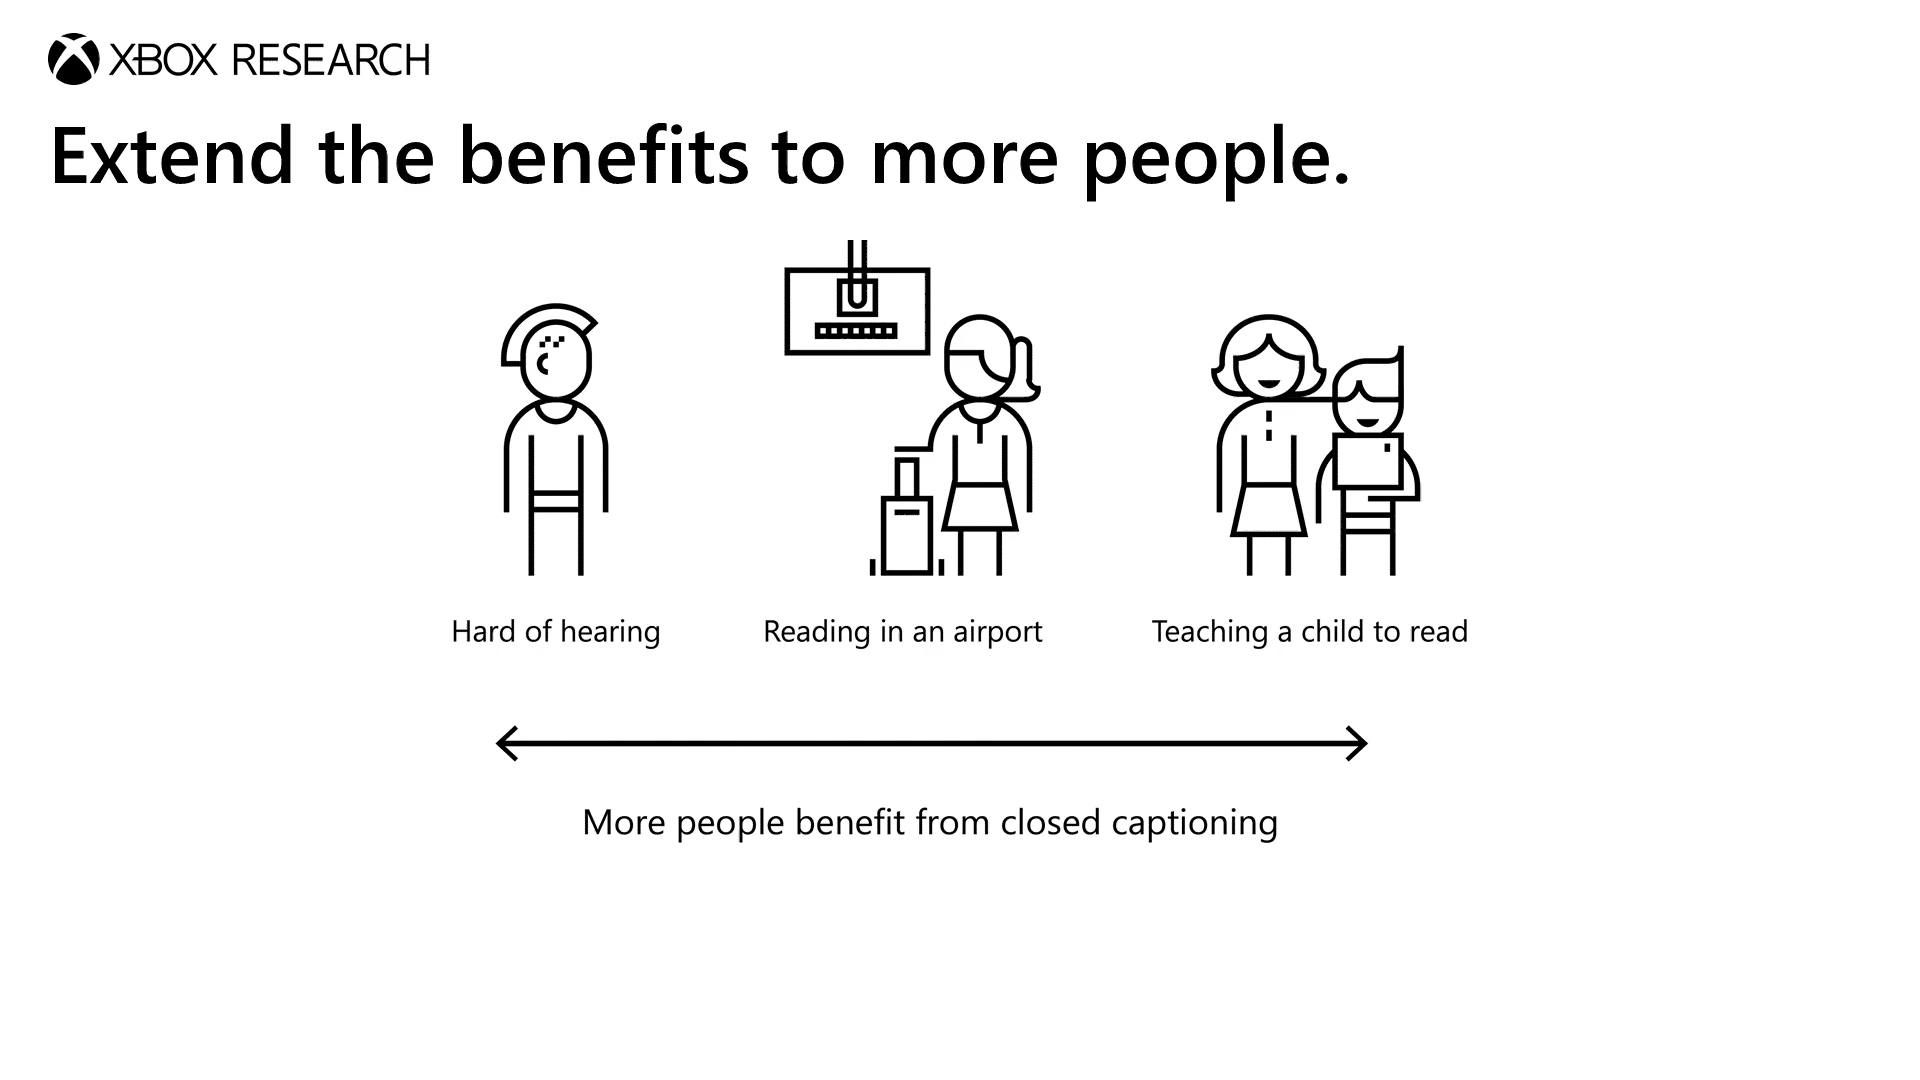 XBOX RESEARCH
Extend the benefits to more people.
Hard of hearing
Reading in an airport
Teaching a child to read
More people benefit from closed captioning